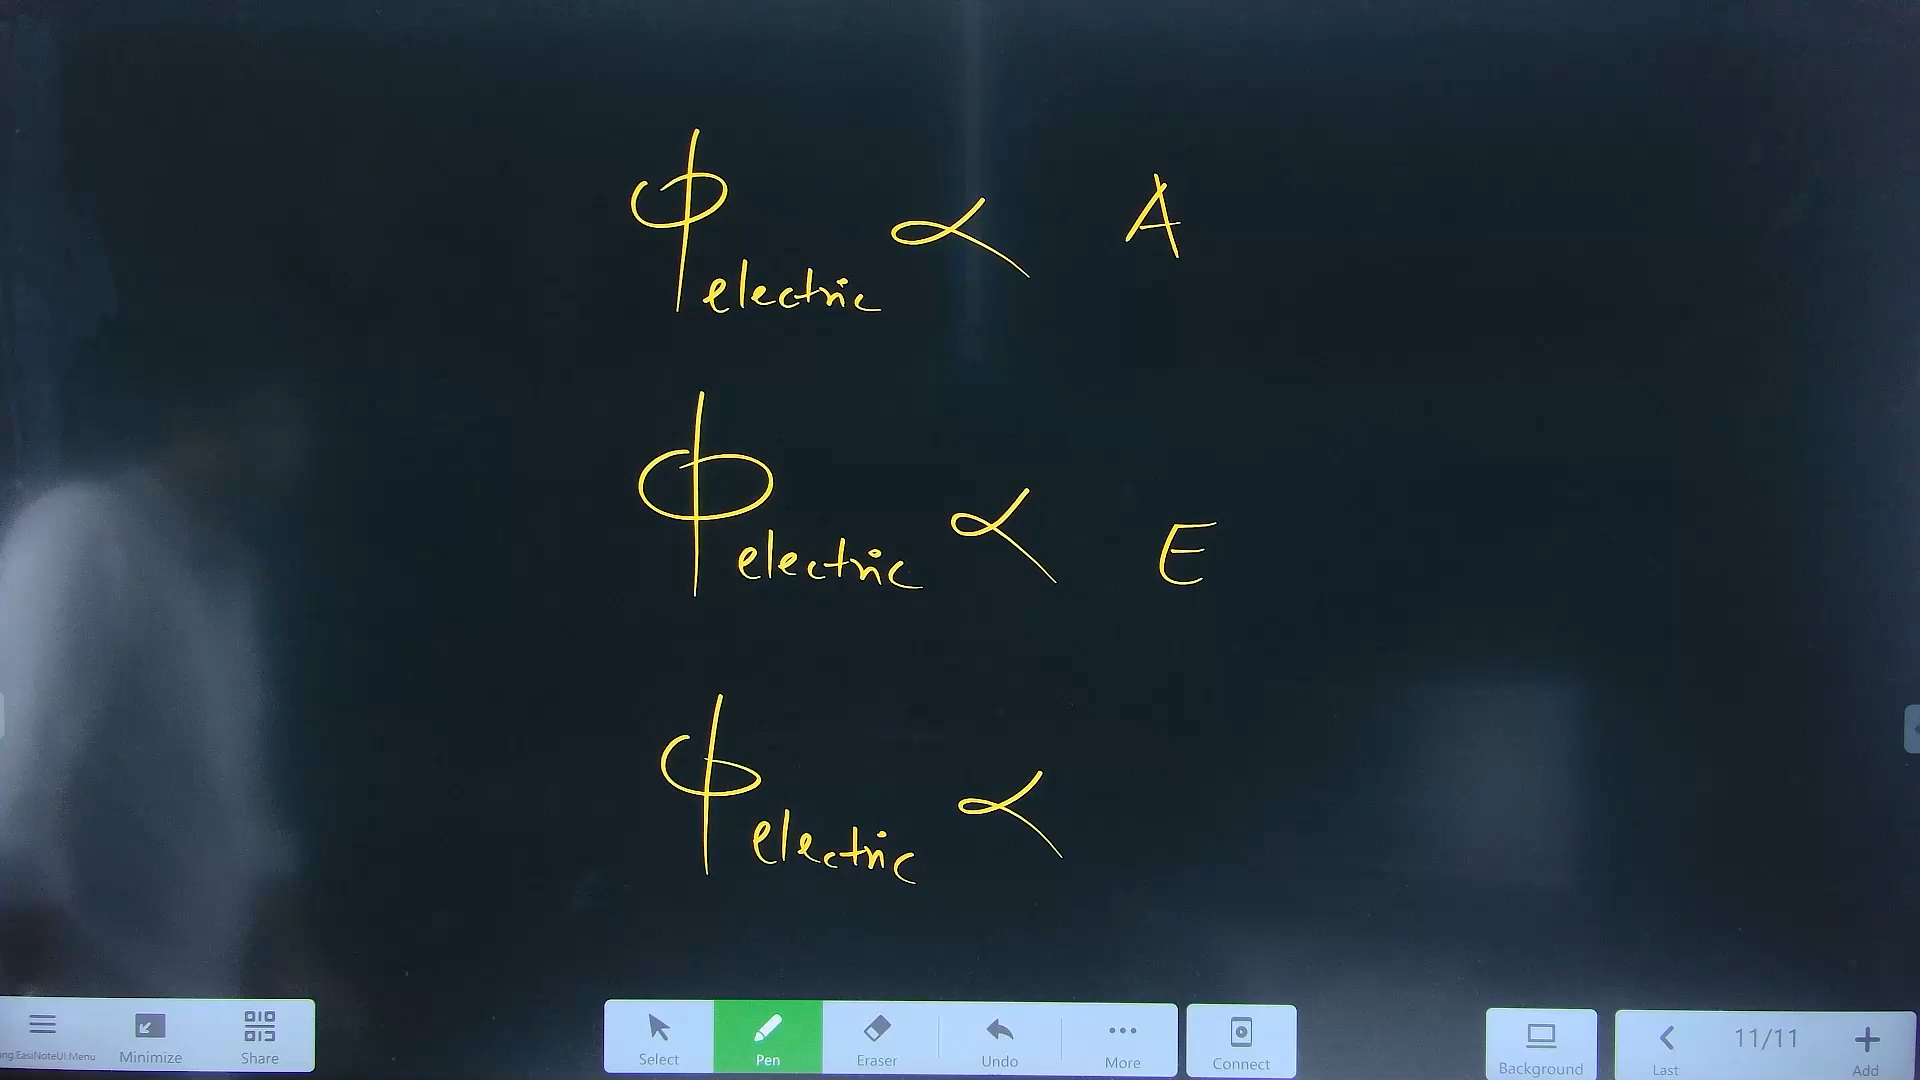 ϕelectric ∝ A
ϕelectric ∝ E
ϕelectric ∝
Minimize
Share
Select
Pen
Eraser
Undo
More
Connect
Background
Last
11/11
Add